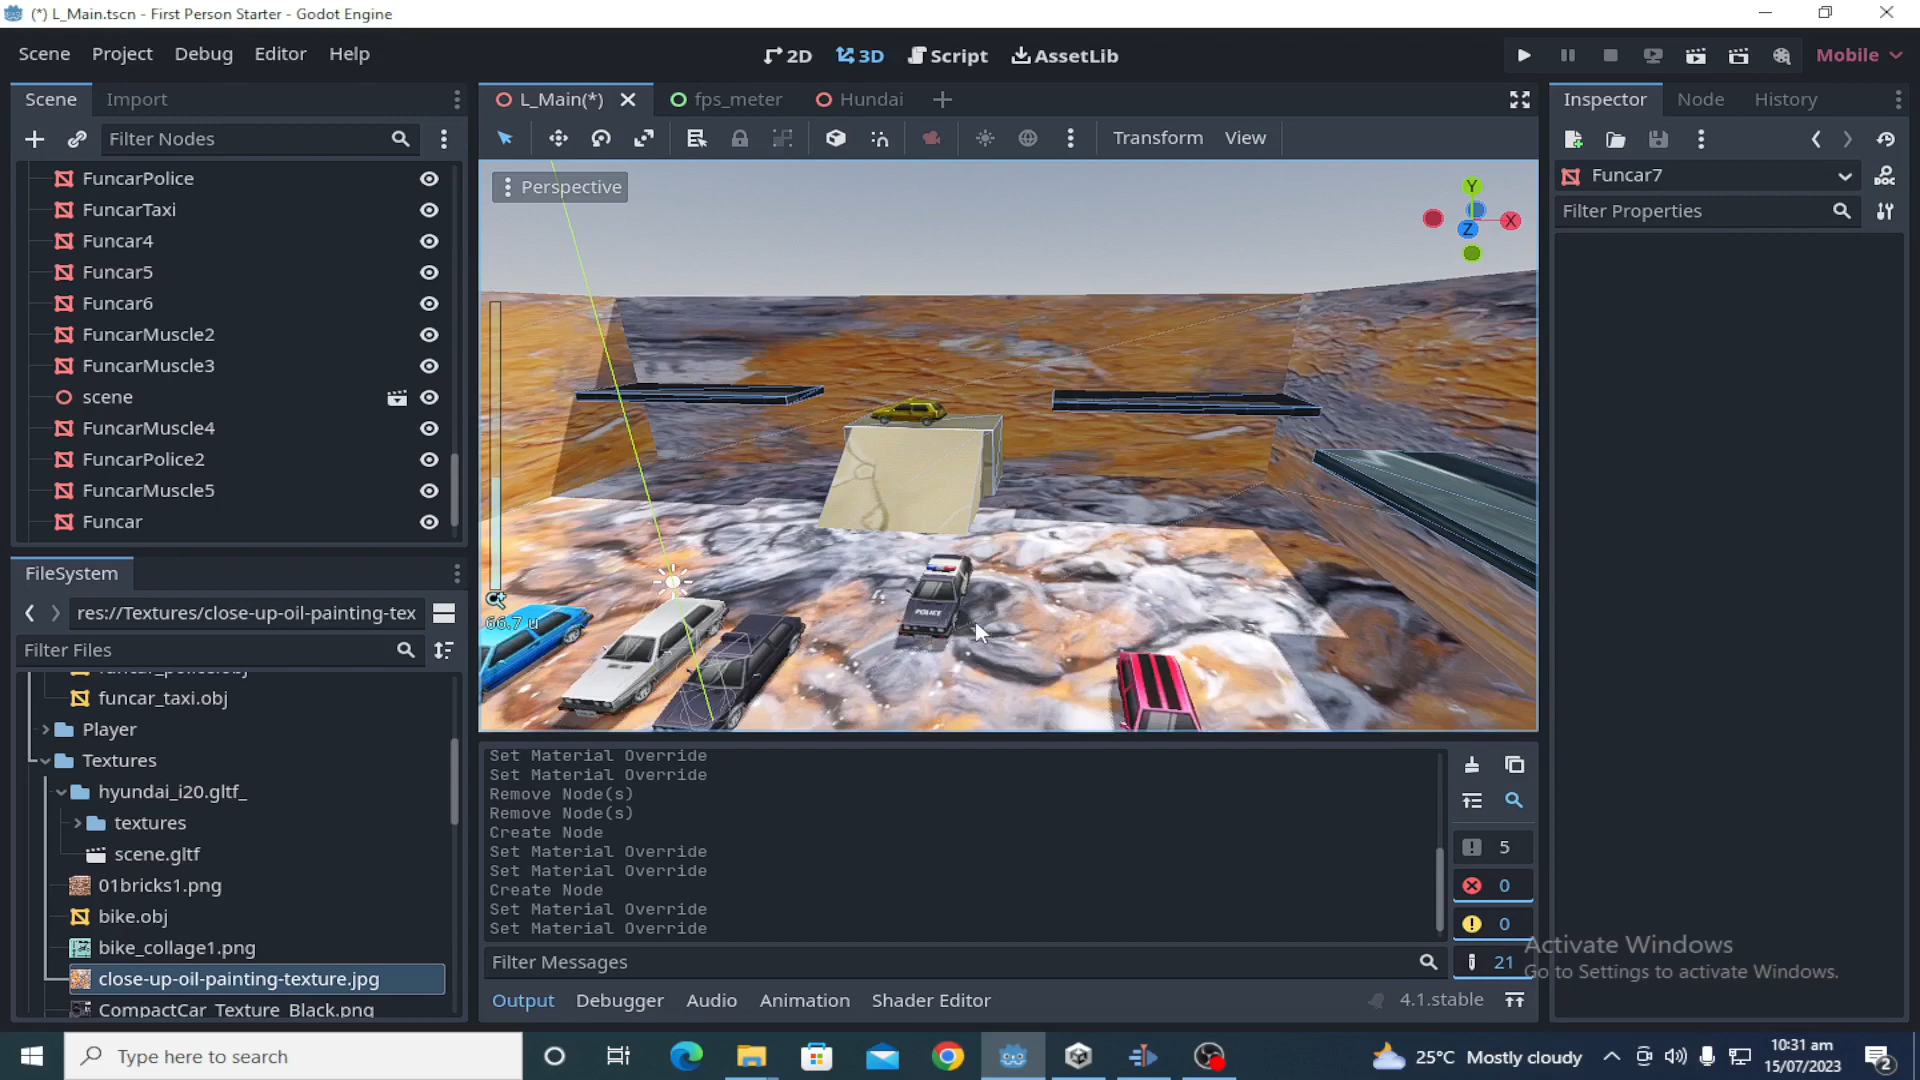 (*) L_Main.tscn - First Person Starter - Godot Engine
Scene Project Debug Editor Help
2D 3D Script AssetLib
Mobile
Scene Import
L_Main(*) fps_meter Hundai
Inspector Node History
Filter Nodes
Transform View
Perspective
Y
X
Z
Funcar7
DOC
Filter Properties
FuncarPolice
FuncarTaxi
Funcar4
Funcar5
Funcar6
FuncarMuscle2
FuncarMuscle3
scene
FuncarMuscle4
FuncarPolice2
FuncarMuscle5
Funcar
66.7 u
POLICE
FileSystem
res://Textures/close-up-oil-painting-tex
Filter Files
funcar_police.obj
funcar_taxi.obj
Player
Textures
hyundai_i20.gltf_
textures
scene.gltf
01bricks1.png
bike.obj
bike_collage1.png
close-up-oil-painting-texture.jpg
CompactCar_Texture_Black.png
Set Material Override
Set Material Override
Remove Node(s)
Remove Node(s)
Create Node
Set Material Override
Set Material Override
Create Node
Set Material Override
Set Material Override
5
0
0
21
Filter Messages
Output Debugger Audio Animation Shader Editor
4.1.stable
Activate Windows
Go to Settings to activate Windows.
Type here to search
25°C Mostly cloudy
10:31 am
15/07/2023
2